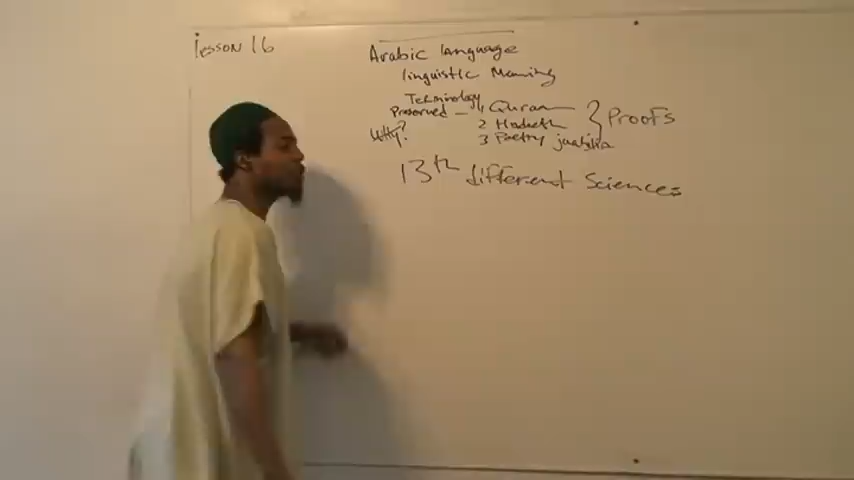 Lesson 16
Arabic language
linguistic Meaning
Terminology
Preserved - 1 Quran
Why? 2 Hadeeth } Proofs
3 Poetry
13th different Sciences